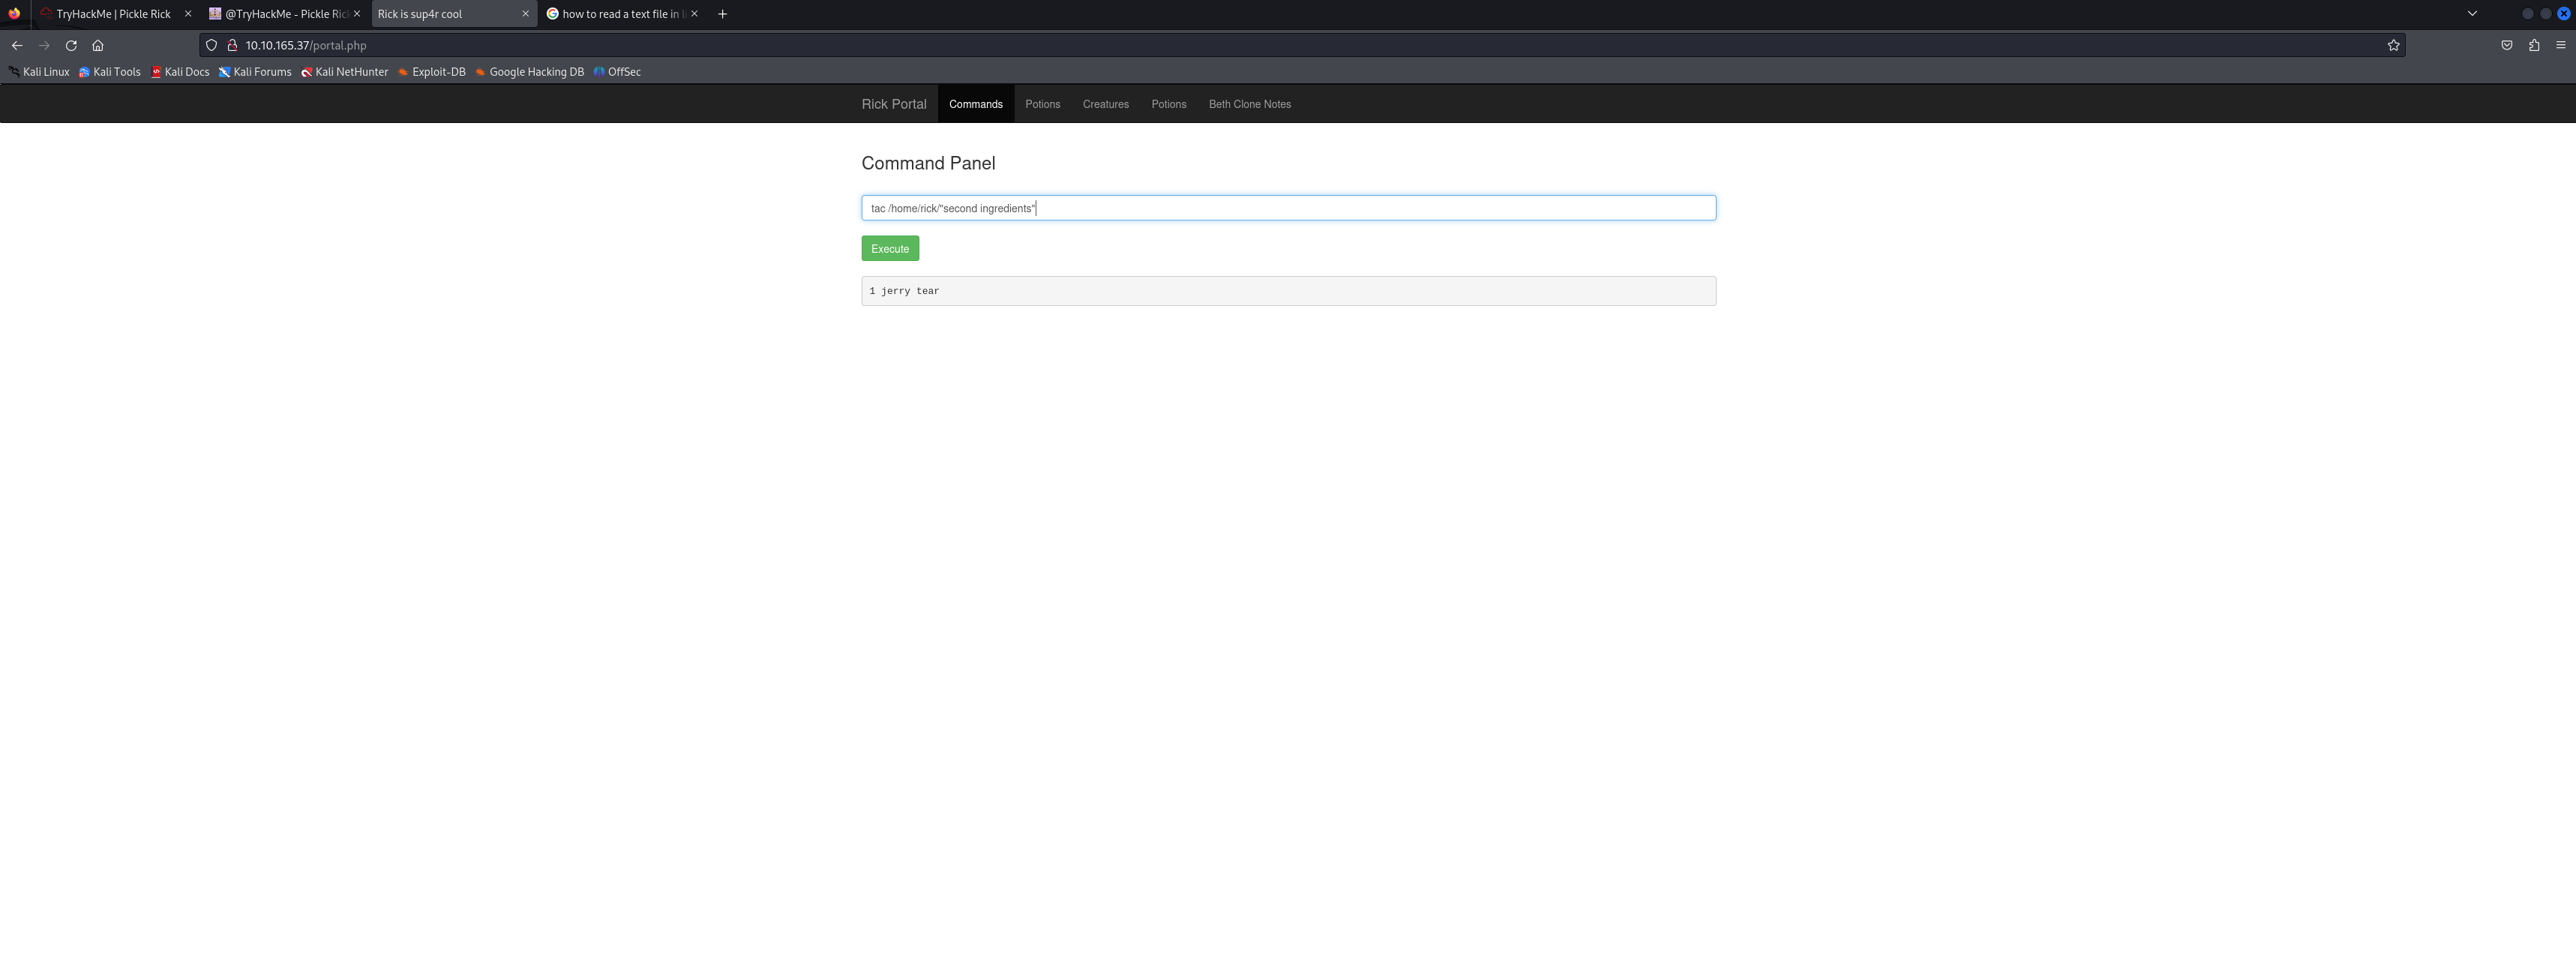 TryHackMe | Pickle Rick
@TryHackMe - Pickle Rick
Rick is sup4r cool
how to read a text file in li
10.10.165.37/portal.php
Kali Linux Kali Tools Kali Docs Kali Forums Kali NetHunter Exploit-DB Google Hacking DB OffSec
Rick Portal Commands Potions Creatures Potions Beth Clone Notes
Command Panel
tac /home/rick/"second ingredients"
Execute
1 jerry tear